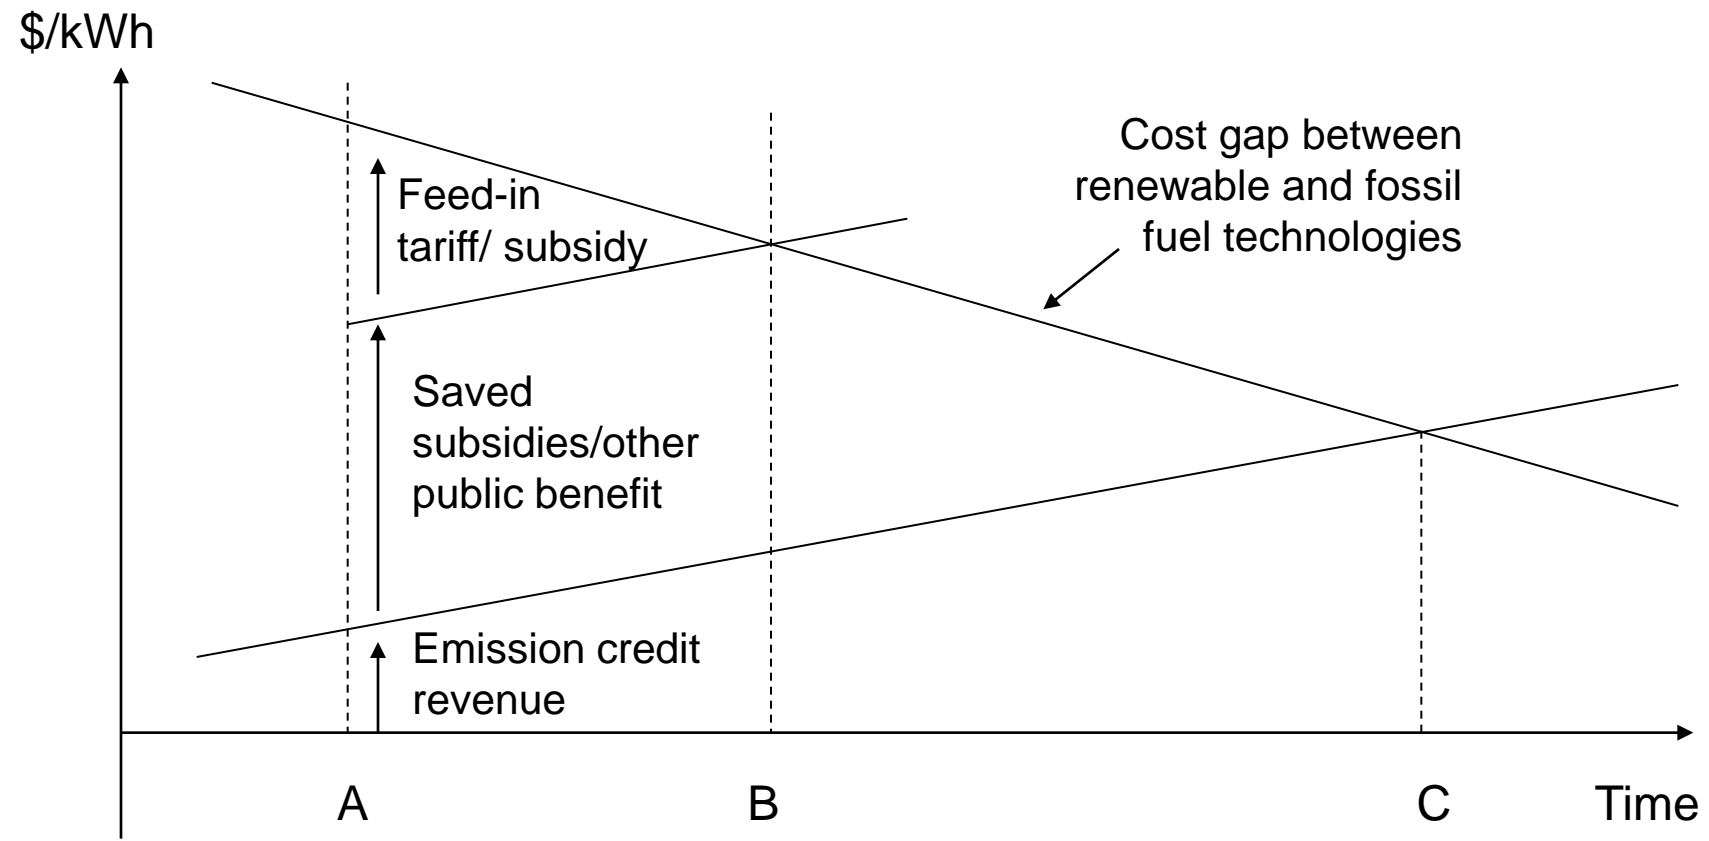 $/kWh
Cost gap between
renewable and fossil
fuel technologies
Feed-in
tariff/ subsidy
Saved
subsidies/other
public benefit
Emission credit
revenue
A
B
C
Time